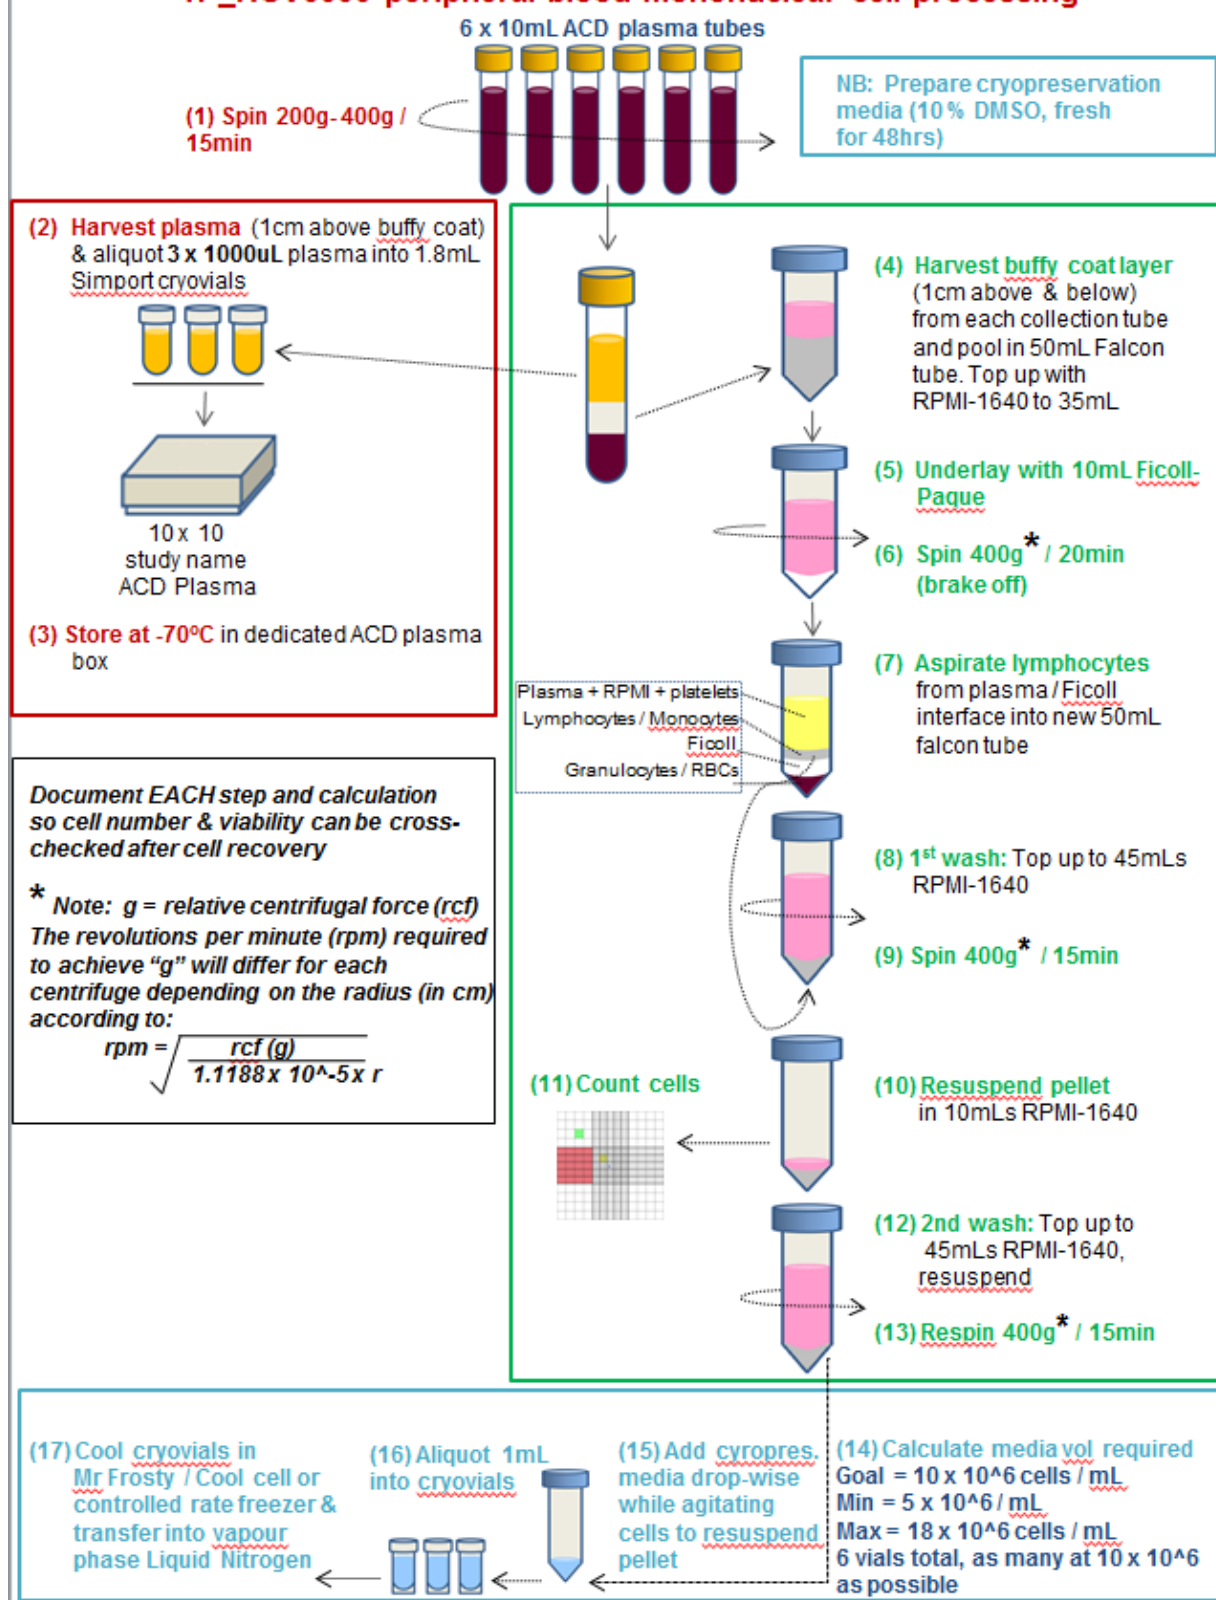 peripheral blood mononuclear cell processing
6 x 10mL ACD plasma tubes
(1) Spin 200g-400g /
15min
NB: Prepare cryopreservation
media (10% DMSO, fresh
for 48hrs)
(2) Harvest plasma (1cm above buffy coat)
& aliquot 3 x 1000uL plasma into 1.8mL
Simport cryovials
10 x 10
study name
ACD Plasma
(3) Store at -70ºC in dedicated ACD plasma
box
(4) Harvest buffy coat layer
(1cm above & below)
from each collection tube
and pool in 50mL Falcon
tube. Top up with
RPMI-1640 to 35mL
(5) Underlay with 10mL Ficoll-
Paque
(6) Spin 400g* / 20min
(brake off)
(7) Aspirate lymphocytes
from plasma / Ficoll
interface into new 50mL
falcon tube
Plasma + RPMI + platelets
Lymphocytes / Monocytes
Ficoll
Granulocytes / RBCs
Document EACH step and calculation
so cell number & viability can be cross-
checked after cell recovery
* Note: g = relative centrifugal force (rcf)
The revolutions per minute (rpm) required
to achieve “g” will differ for each
centrifuge depending on the radius (in cm)
according to:
rpm = √ rcf (g)
1.1188 x 10^-5 x r
(8) 1st wash: Top up to 45mLs
RPMI-1640
(9) Spin 400g* / 15min
(10) Resuspend pellet
in 10mLs RPMI-1640
(11) Count cells
(12) 2nd wash: Top up to
45mLs RPMI-1640,
resuspend
(13) Respin 400g* / 15min
(14) Calculate media vol required
Goal = 10 x 10^6 cells / mL
Min = 5 x 10^6 / mL
Max = 18 x 10^6 cells / mL
6 vials total, as many at 10 x 10^6
as possible
(15) Add cyropres.
media drop-wise
while agitating
cells to resuspend
pellet
(16) Aliquot 1mL
into cryovials
(17) Cool cryovials in
Mr Frosty / Cool cell or
controlled rate freezer &
transfer into vapour
phase Liquid Nitrogen